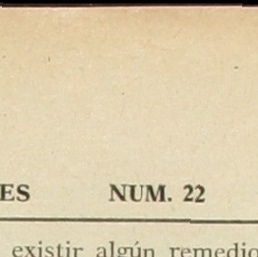 ES NUM. 22
existir algún remedio